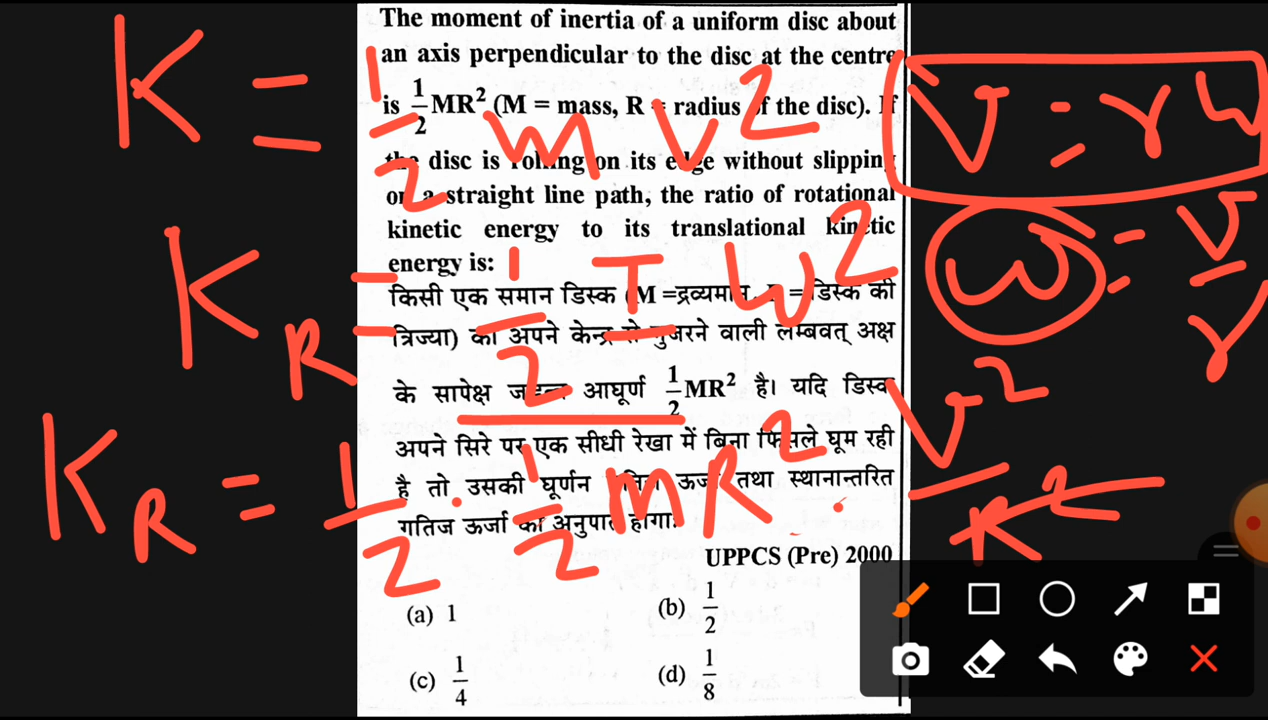 The moment of inertia of a uniform disc about
an axis perpendicular to the disc at the centre
is 1/2 MR² (M = mass, R = radius of the disc). If
the disc is rolling on its edge without slipping
on a straight line path, the ratio of rotational
kinetic energy to its translational kinetic
energy is:
किसी एक समान डिस्क (M =द्रव्यमान, = डिस्क की
त्रिज्या) का अपने केन्द्र से गुजरने वाली लम्बवत् अक्ष
के सापेक्ष जड़त्व आघूर्ण 1/2 MR² है। यदि डिस्क
अपने सिरे पर एक सीधी रेखा में बिना फिसले घूम रही
है तो उसकी घूर्णन ऊर्जा तथा स्थानान्तरित
गतिज ऊर्जा का अनुपात होगा:
UPPCS (Pre) 2000
(a) 1 (b) 1/2
(c) 1/4 (d) 1/8
K = 1/2 m v²
V = r ω
K_R = 1/2 I ω²
ω = v/r
K_R = 1/2 . 1/2 m R² . V²/R²